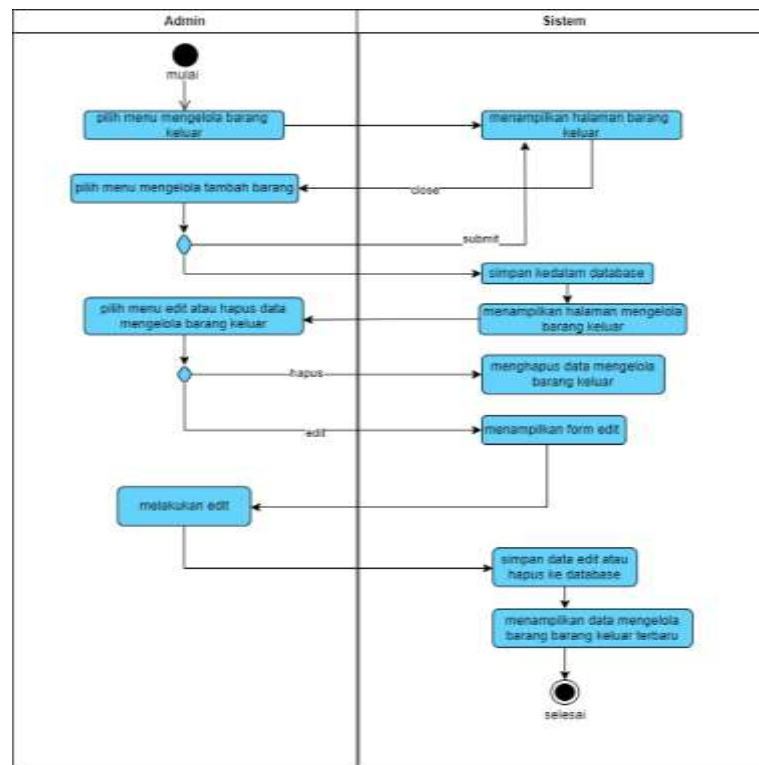 Admin
Sistem
mulai
pilih menu mengelola barang
keluar
menampilkan halaman barang
keluar
pilih menu mengelola tambah barang
close
submit
simpan kedalam database
pilih menu edit atau hapus data
mengelola barang keluar
menampilkan halaman mengelola
barang keluar
hapus
menghapus data mengelola
barang keluar
edit
menampilkan form edit
melakukan edit
simpan data edit atau
hapus ke database
menampilkan data mengelola
barang barang keluar terbaru
selesai